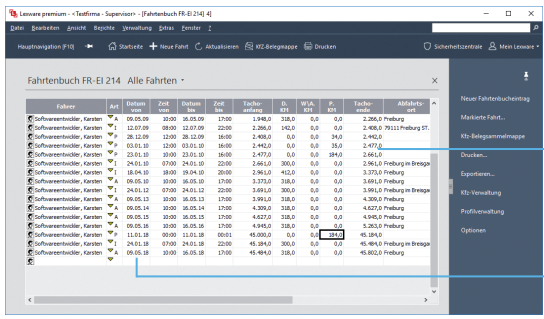 Lexware premium - <Testfirma - Supervisor> - [Fahrtenbuch FR-EI 214} 4]
Datei Bearbeiten Ansicht Berichte Verwaltung Extras Fenster ?
Hauptnavigation (F10) Startseite Neue Fahrt Aktualisieren Kfz-Belegmappe Drucken Sicherheitszentrale Mein Lexware
Fahrtenbuch FR-EI 214 Alle Fahrten
Fahrer Art Datum von Zeit von Datum bis Zeit bis Tacho-anfang D. KM W\A. KM P. KM Tacho-ende Abfahrts-ort
Softwareentwickler, Karsten A 09.05.09 10:00 16.05.09 17:00 1.948,0 318,0 0,0 0,0 2.266,0 Freiburg
Softwareentwickler, Karsten I 12.07.09 08:00 12.07.09 22:00 2.266,0 142,0 0,0 0,0 2.408,0 79111 Freiburg ST.
Softwareentwickler, Karsten P 28.12.09 12:00 28.12.09 16:00 2.408,0 0,0 0,0 34,0 2.442,0
Softwareentwickler, Karsten P 03.01.10 12:00 03.01.10 16:00 2.442,0 0,0 0,0 35,0 2.477,0
Softwareentwickler, Karsten P 23.01.10 10:00 23.01.10 16:00 2.477,0 0,0 0,0 184,0 2.661,0
Softwareentwickler, Karsten I 24.01.10 07:00 24.01.10 22:00 2.661,0 300,0 0,0 0,0 2.961,0 Freiburg im Breisgau
Softwareentwickler, Karsten I 18.04.10 18:00 19.04.10 20:00 2.961,0 412,0 0,0 0,0 3.373,0 Freiburg
Softwareentwickler, Karsten A 09.05.10 10:00 16.05.10 17:00 3.373,0 318,0 0,0 0,0 3.691,0 Freiburg
Softwareentwickler, Karsten I 24.01.12 07:00 24.01.12 22:00 3.691,0 300,0 0,0 0,0 3.991,0 Freiburg im Breisgau
Softwareentwickler, Karsten A 09.05.13 10:00 16.05.13 17:00 3.991,0 318,0 0,0 0,0 4.309,0 Freiburg
Softwareentwickler, Karsten A 09.05.14 10:00 16.05.14 17:00 4.309,0 318,0 0,0 0,0 4.627,0 Freiburg
Softwareentwickler, Karsten A 09.05.15 10:00 16.05.15 17:00 4.627,0 318,0 0,0 0,0 4.945,0 Freiburg
Softwareentwickler, Karsten A 09.05.16 10:00 16.05.16 17:00 4.945,0 318,0 0,0 0,0 5.263,0 Freiburg
Softwareentwickler, Karsten P 11.01.18 00:00 11.01.18 00:01 45.000,0 0,0 0,0 184,0 45.184,0
Softwareentwickler, Karsten I 24.01.18 07:00 24.01.18 22:00 45.184,0 300,0 0,0 0,0 45.484,0 Freiburg im Breisgau
Softwareentwickler, Karsten A 09.05.18 10:00 16.05.18 17:00 45.484,0 318,0 0,0 0,0 45.802,0 Freiburg
Neuer Fahrtenbucheintrag
Markierte Fahrt...
Kfz-Belegsammelmappe
Drucken...
Exportieren...
Kfz-Verwaltung
Profilverwaltung
Optionen